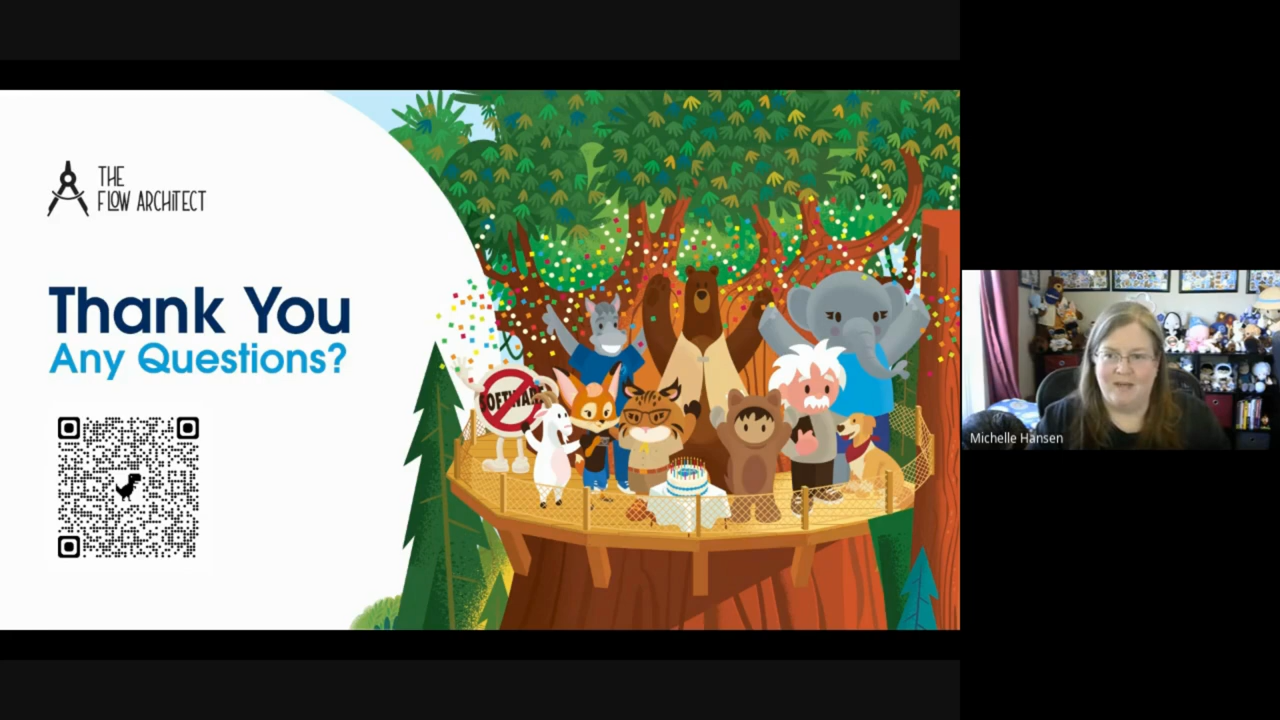 THE
FLOW ARCHITECT
Thank You
Any Questions?
SOFTWARE
Michelle Hansen